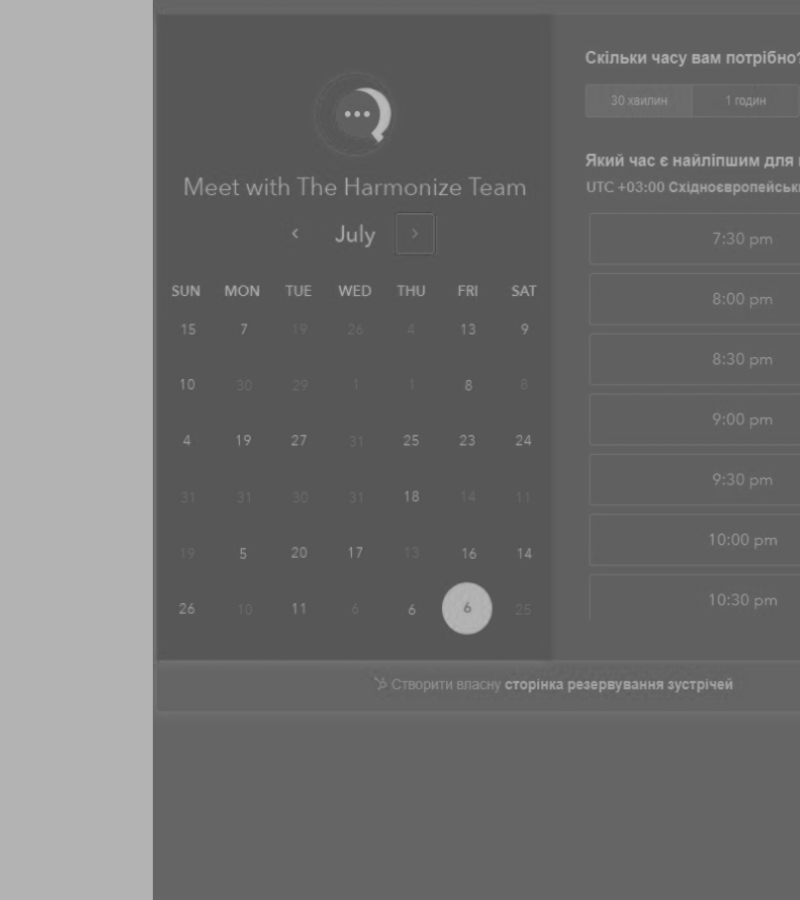 Meet with The Harmonize Team
July
SUN MON TUE WED THU FRI SAT
15 7 19 26 4 13 9
10 30 29 1 1 8 8
4 19 27 31 25 23 24
31 31 30 31 18 14 11
19 5 20 17 13 16 14
26 10 11 6 6 6 25
Скільки часу вам потрібно?
30 хвилин 1 годин
Який час є найліпшим для
UTC +03:00
7:30 pm
8:00 pm
8:30 pm
9:00 pm
9:30 pm
10:00 pm
10:30 pm
Створити власну сторінка резервування зустрічей